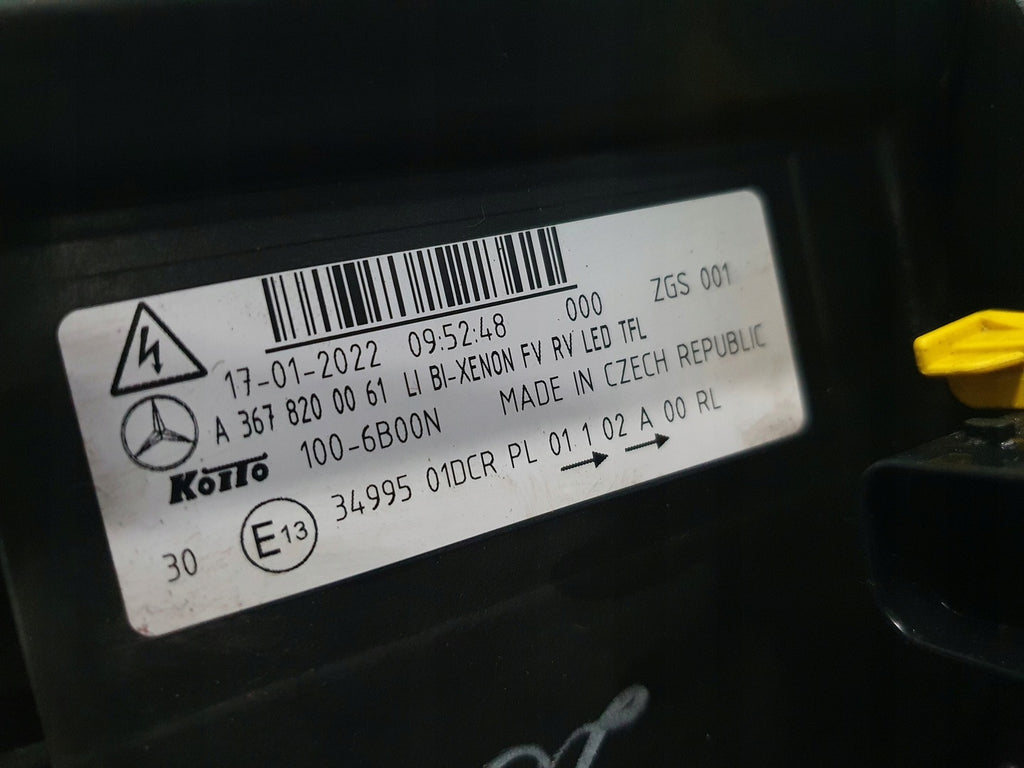 17-01-2022 09:52:48 000 ZGS 001
A 367 820 00 61 LI BI-XENON FV RV LED TFL
KOITO 100-6B00N MADE IN CZECH REPUBLIC
30 E13 34995 01DCR PL 01 1 02 A 00 RL